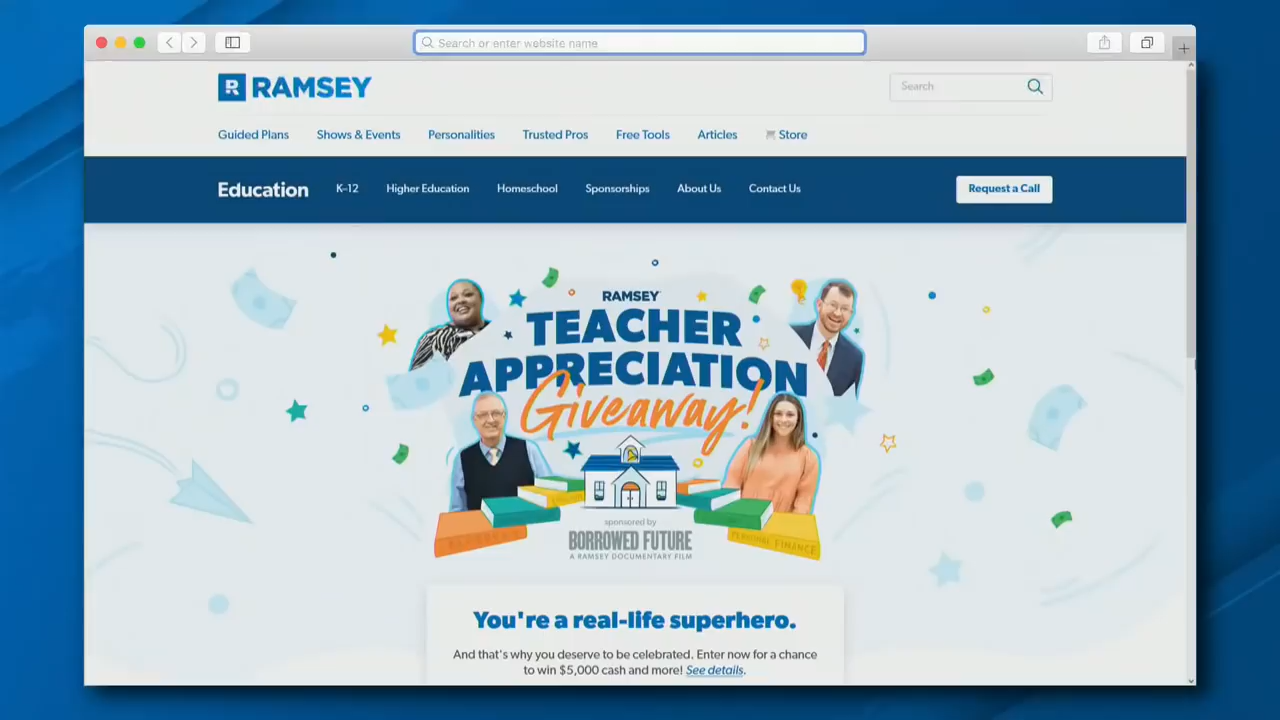 Search or enter website name
RAMSEY
Search
Guided Plans Shows & Events Personalities Trusted Pros Free Tools Articles Store
Education K–12 Higher Education Homeschool Sponsorships About Us Contact Us Request a Call
RAMSEY
TEACHER
APPRECIATION
Giveaway!
sponsored by
BORROWED FUTURE
A RAMSEY DOCUMENTARY FILM
PERSONAL FINANCE
You're a real-life superhero.
And that's why you deserve to be celebrated. Enter now for a chance
to win $5,000 cash and more! See details.